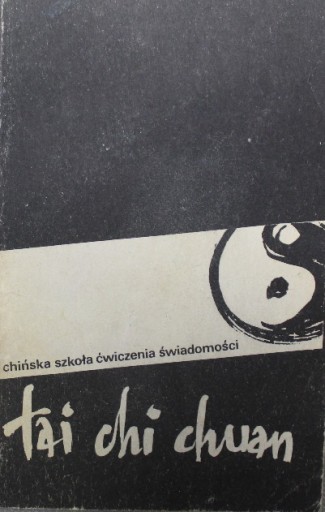 chińska szkoła ćwiczenia świadomości
tai chi chuan